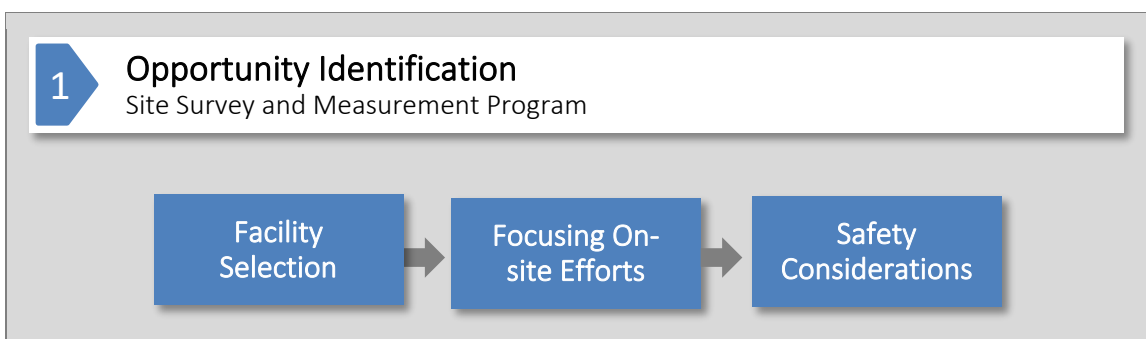 1
Opportunity Identification
Site Survey and Measurement Program
Facility
Selection
Focusing On-
site Efforts
Safety
Considerations